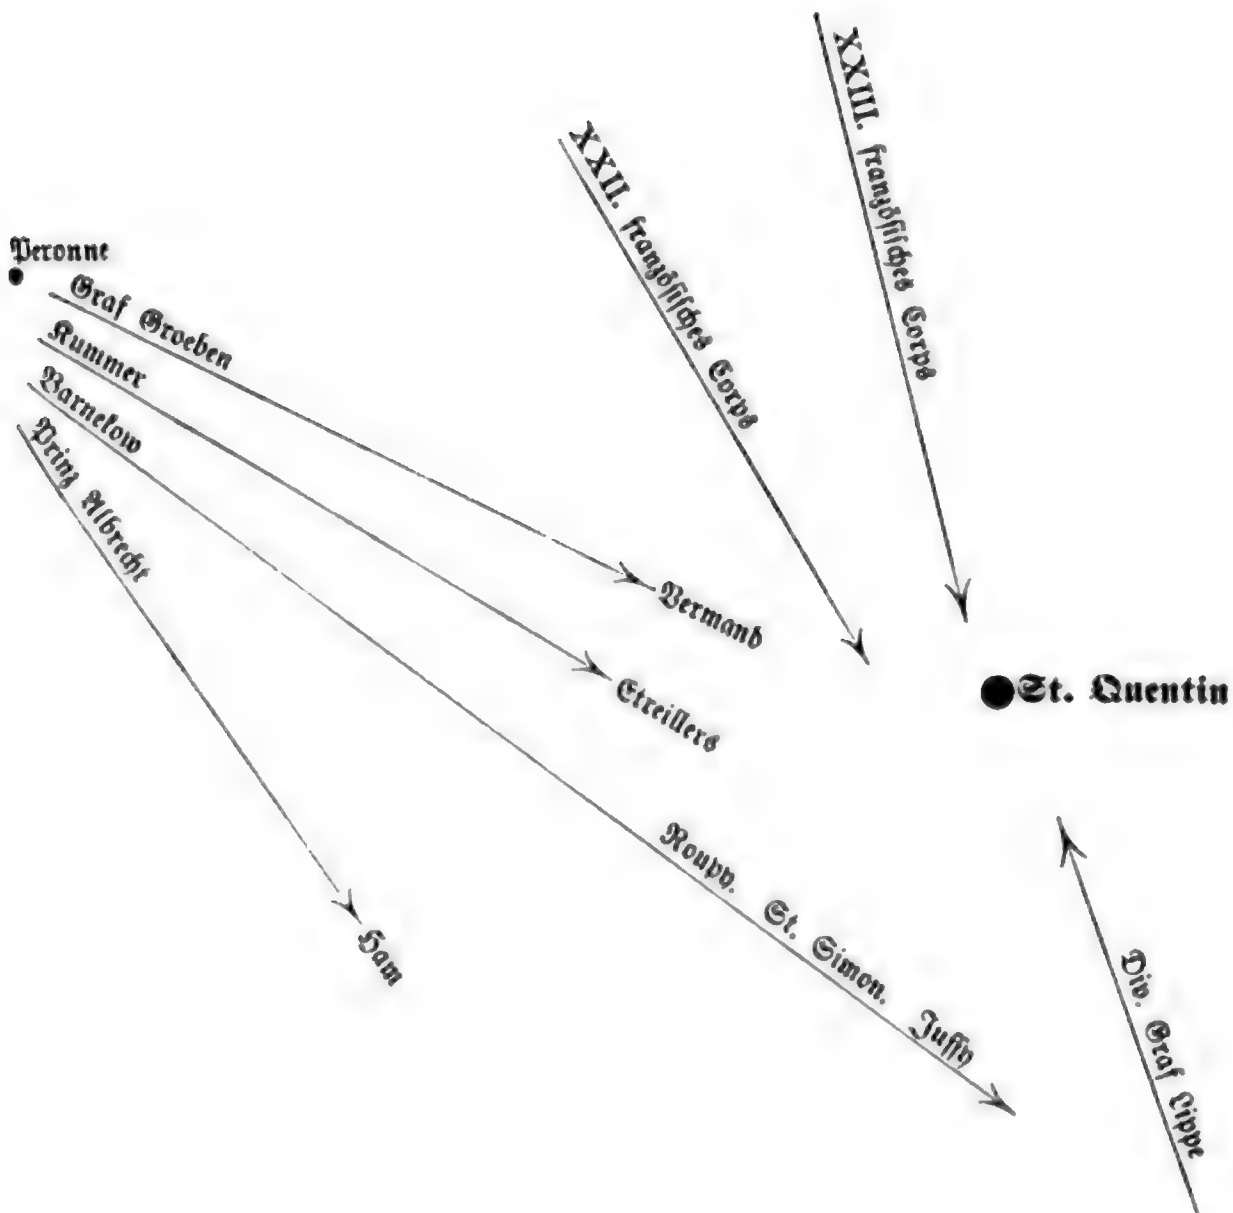 XXIII. französisches Corps
XXII. französisches Corps
Peronne
Graf Groeben
Kummer
Barnekow
Prinz Albrecht
Vermand
Etreillers
St. Quentin
Roupy. St. Simon. Jussy
Ham
Div. Graf Lippe